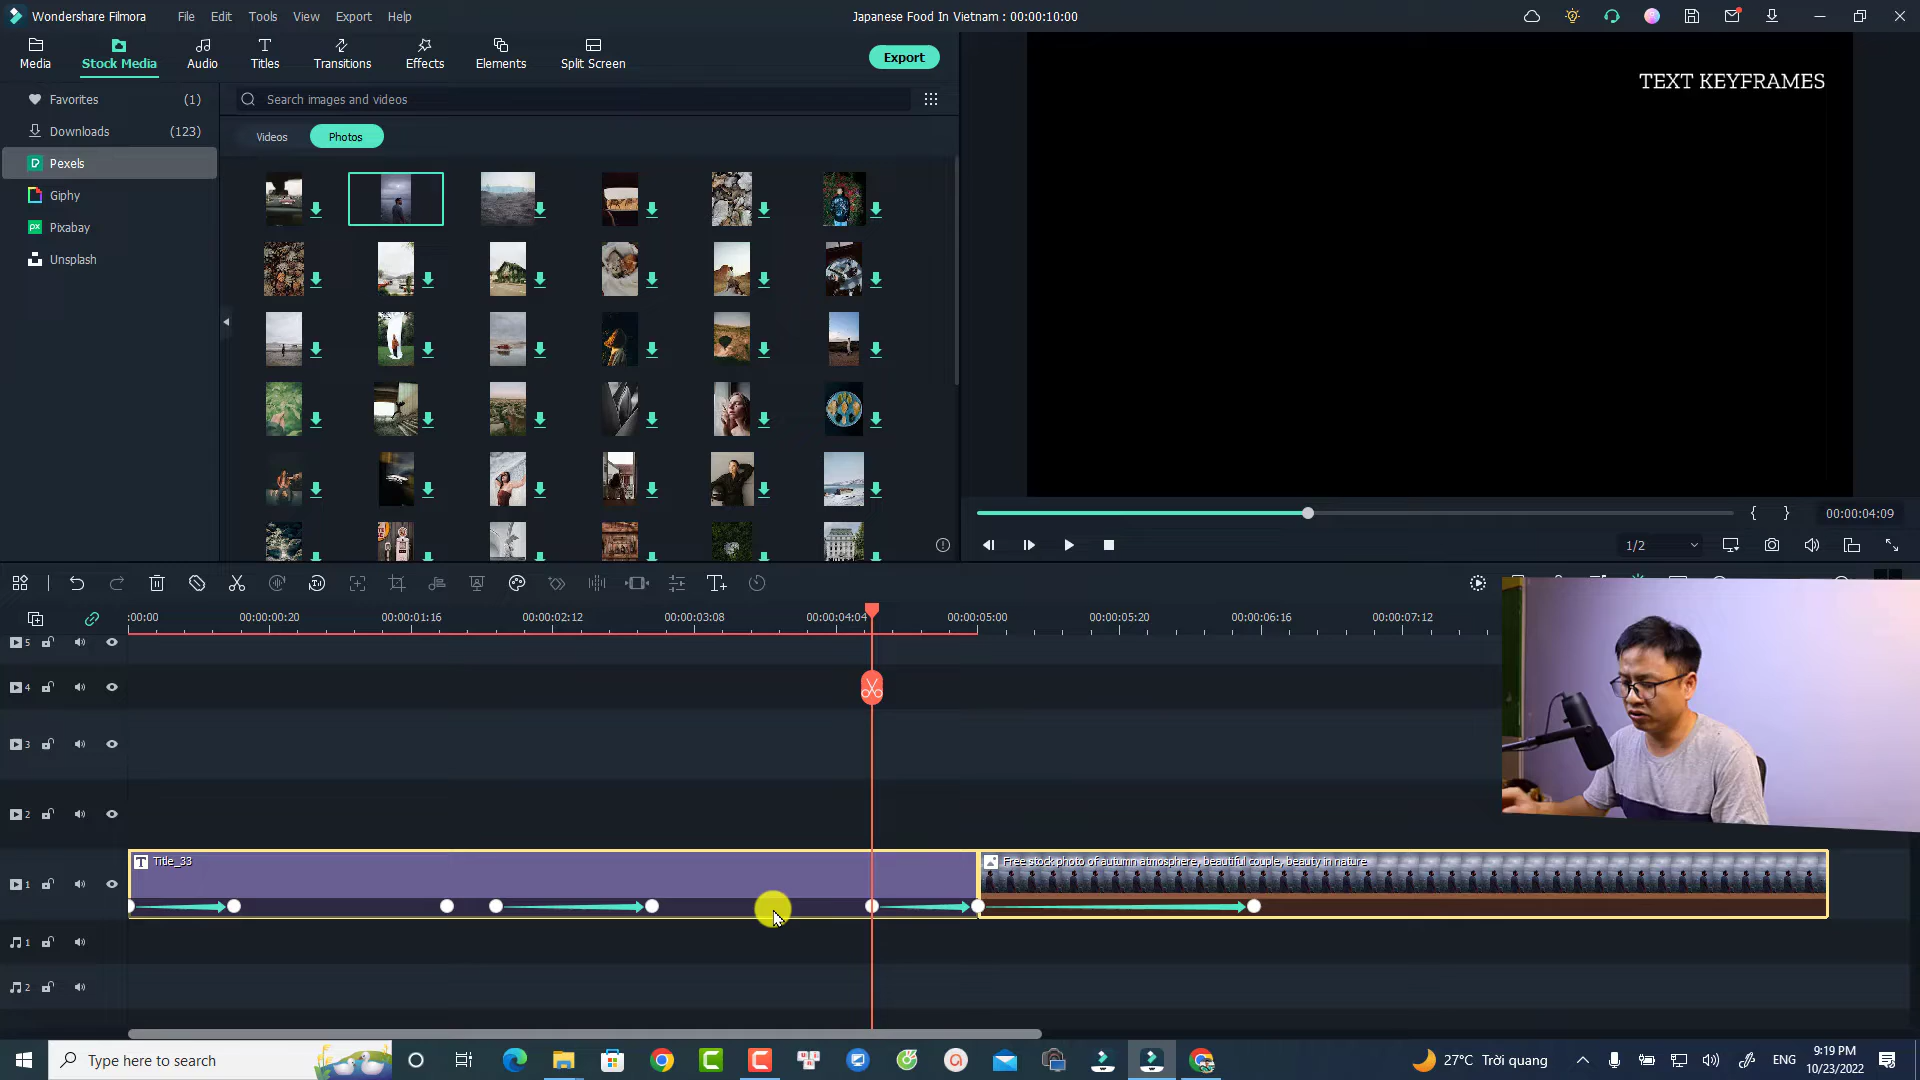 Wondershare Filmora File Edit Tools View Export Help Japanese Food In Vietnam : 00:00:10:00
Media Stock Media Audio Titles Transitions Effects Elements Split Screen Export
Favorites (1) Search images and videos
Downloads (123) Videos Photos
Pexels
Giphy
Pixabay
Unsplash
TEXT KEYFRAMES
{ } 00:00:04:09
1/2
:00:00 00:00:00:20 00:00:01:16 00:00:02:12 00:00:03:08 00:00:04:04 00:00:05:00 00:00:05:20 00:00:06:16 00:00:07:12
5
4
3
2
T Title_33 Free stock photo of autumn atmosphere, beautiful couple, beauty in nature
1
1
2
Type here to search 27°C Trời quang ENG 9:19 PM
10/23/2022